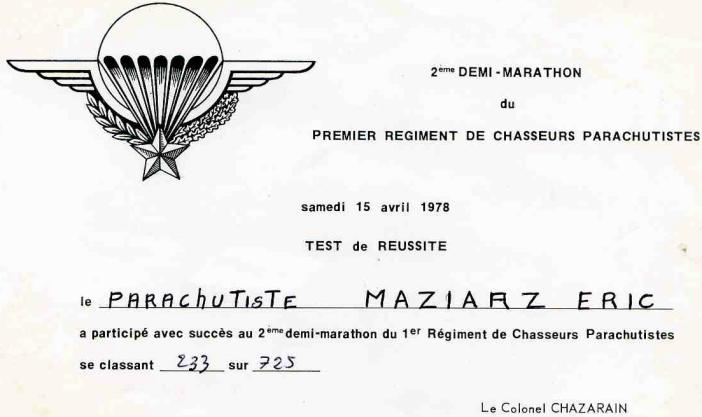 2ème DEMI-MARATHON
du
PREMIER REGIMENT DE CHASSEURS PARACHUTISTES
samedi 15 avril 1978
TEST de REUSSITE
le PARAChUTISTE MAZIARZ ERIC
a participé avec succès au 2ème demi-marathon du 1er Régiment de Chasseurs Parachutistes
se classant 233 sur 725
Le Colonel CHAZARAIN